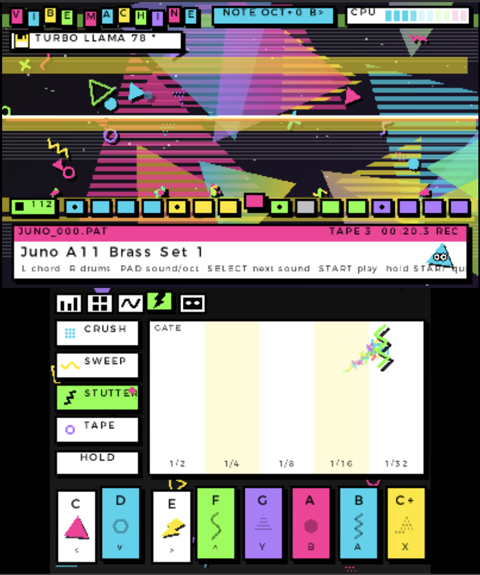 VIBE MACHINE
NOTE OCT+0 B>
CPU
TURBO LLAMA 78 *
112
JUNO_000.PAT
TAPE 3 00:20.3 REC
Juno A11 Brass Set 1
L chord R drums PAD sound/oct SELECT next sound START play hold START qu
CRUSH
SWEEP
STUTTER
TAPE
HOLD
GATE
1/2 1/4 1/8 1/16 1/32
C D E F G A B C+
< v > ^ Y B A X